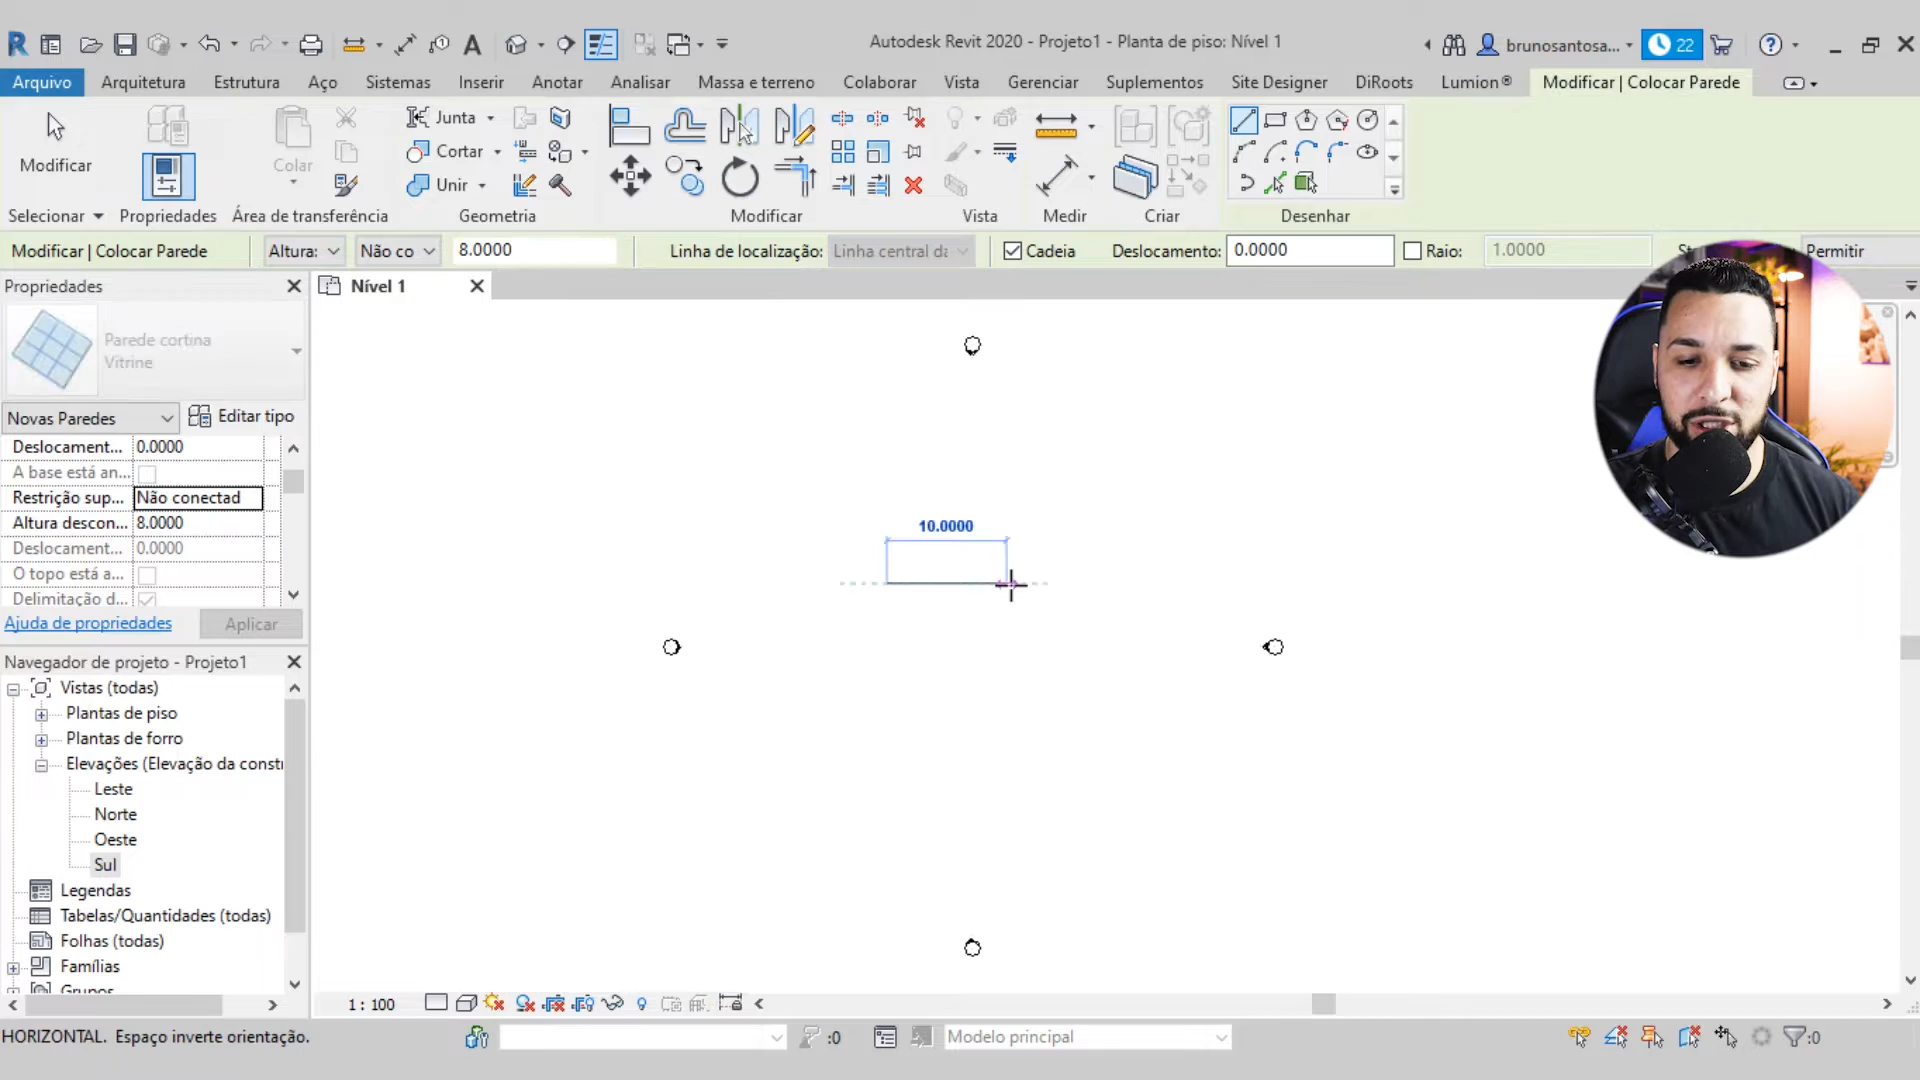 Autodesk Revit 2020 - Projeto1 - Planta de piso: Nível 1
brunosantosa...
22
Arquivo
Arquitetura
Estrutura
Aço
Sistemas
Inserir
Anotar
Analisar
Massa e terreno
Colaborar
Vista
Gerenciar
Suplementos
Site Designer
DiRoots
Lumion®
Modificar | Colocar Parede
Modificar
Colar
Junta
Cortar
Unir
Selecionar
Propriedades
Área de transferência
Geometria
Modificar
Vista
Medir
Criar
Desenhar
Modificar | Colocar Parede
Altura:
Não co
8.0000
Linha de localização:
Linha central da
Cadeia
Deslocamento:
0.0000
Raio:
1.0000
Permitir
Propriedades
Nível 1
Parede cortina
Vitrine
Novas Paredes
Editar tipo
Deslocament... 0.0000
A base está an...
Restrição sup... Não conectad
Altura descon... 8.0000
Deslocament... 0.0000
O topo está a...
Delimitação d...
Ajuda de propriedades
Aplicar
10.0000
Navegador de projeto - Projeto1
Vistas (todas)
Plantas de piso
Plantas de forro
Elevações (Elevação da constr
Leste
Norte
Oeste
Sul
Legendas
Tabelas/Quantidades (todas)
Folhas (todas)
Famílias
Grupos
1 : 100
HORIZONTAL. Espaço inverte orientação.
:0
Modelo principal
:0